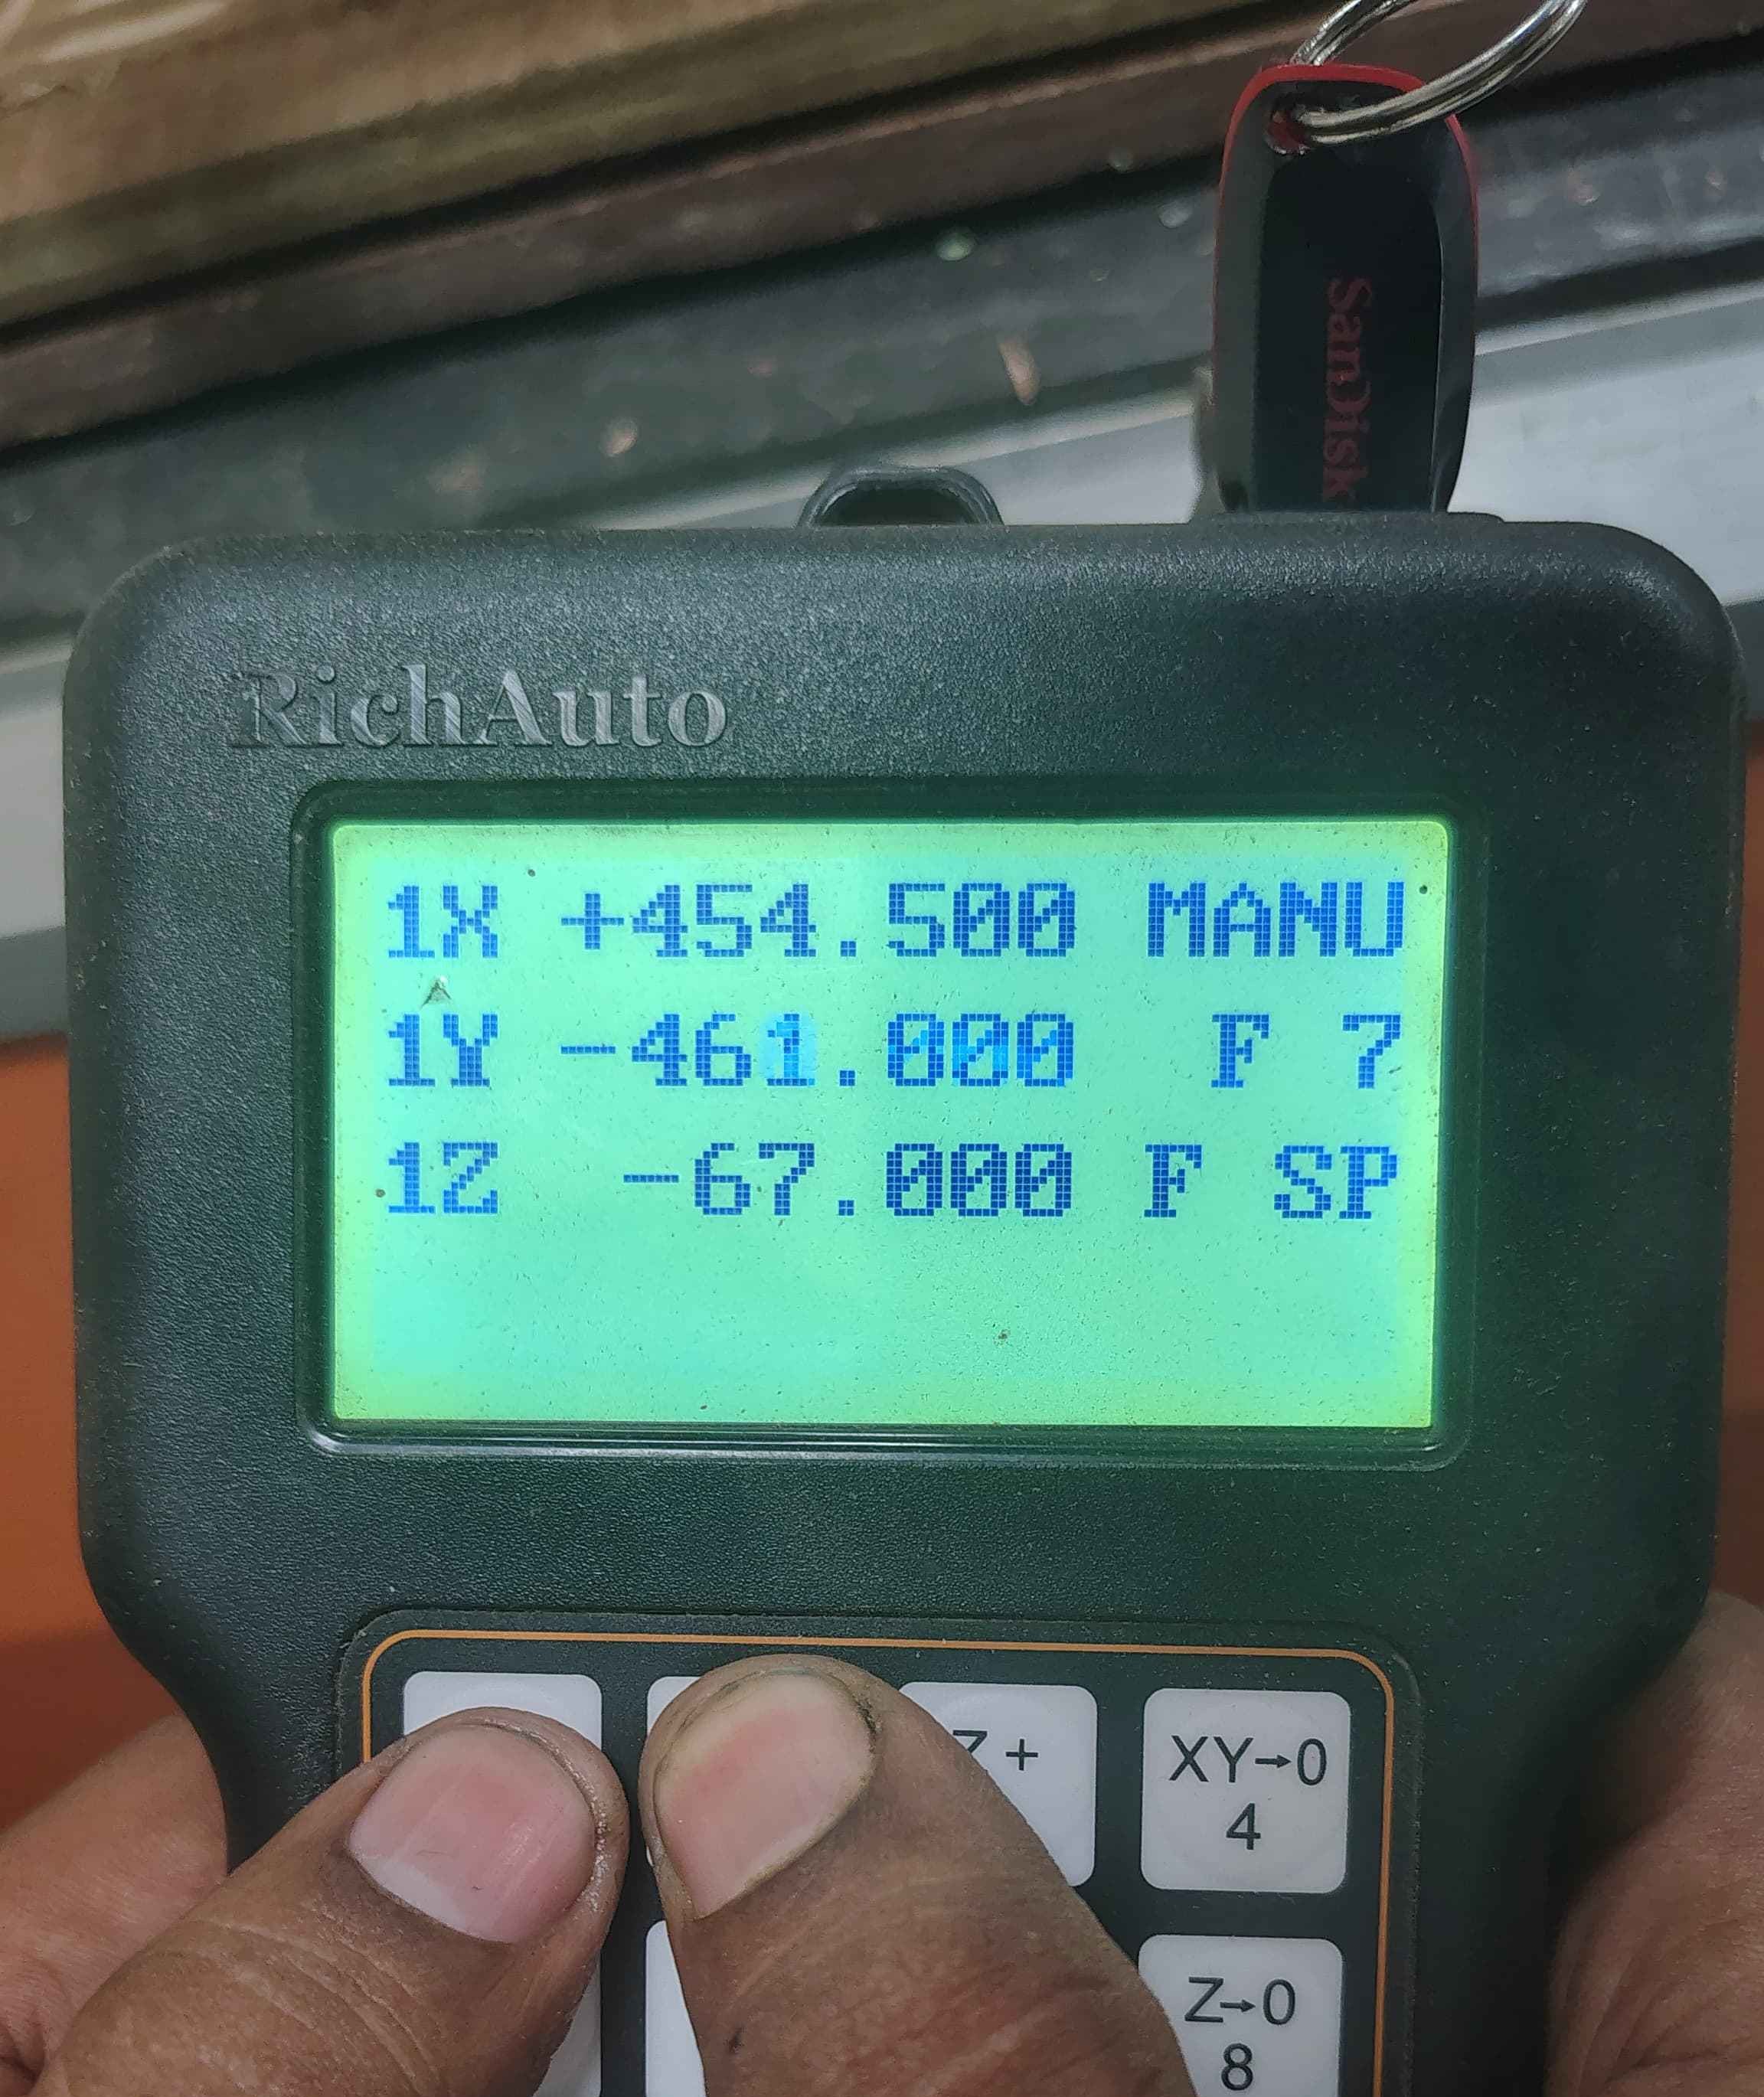 SanDisk
RichAuto
1X +454.500 MANU
1Y -461.000 F 7
1Z -67.000 F SP
Z+
XY→0
4
Z→0
8